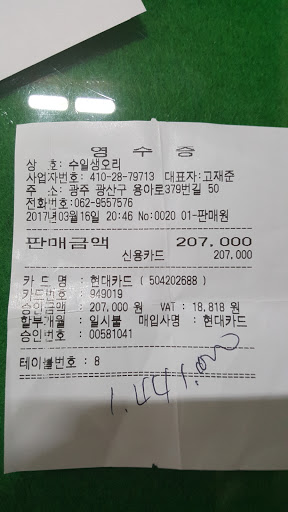 영 수 증
상 호: 수일생오리
사업자번호: 410-28-79713 대표자:고재준
주 소: 광주 광산구 용아로379번길 50
전화번호:062-9557576
2017년03월16일 20:46 No:0020 01-판매원
판매금액 207.000
신용카드 207.000
카 드 명 : 현대카드 ( 504202688 )
카드번호 : 949019
승인금액 : 207,000 원 VAT : 18,818 원
할부개월 : 일시불 매입사명 : 현대카드
승인번호 : 00581041
테이블번호 : 8
1.441.000